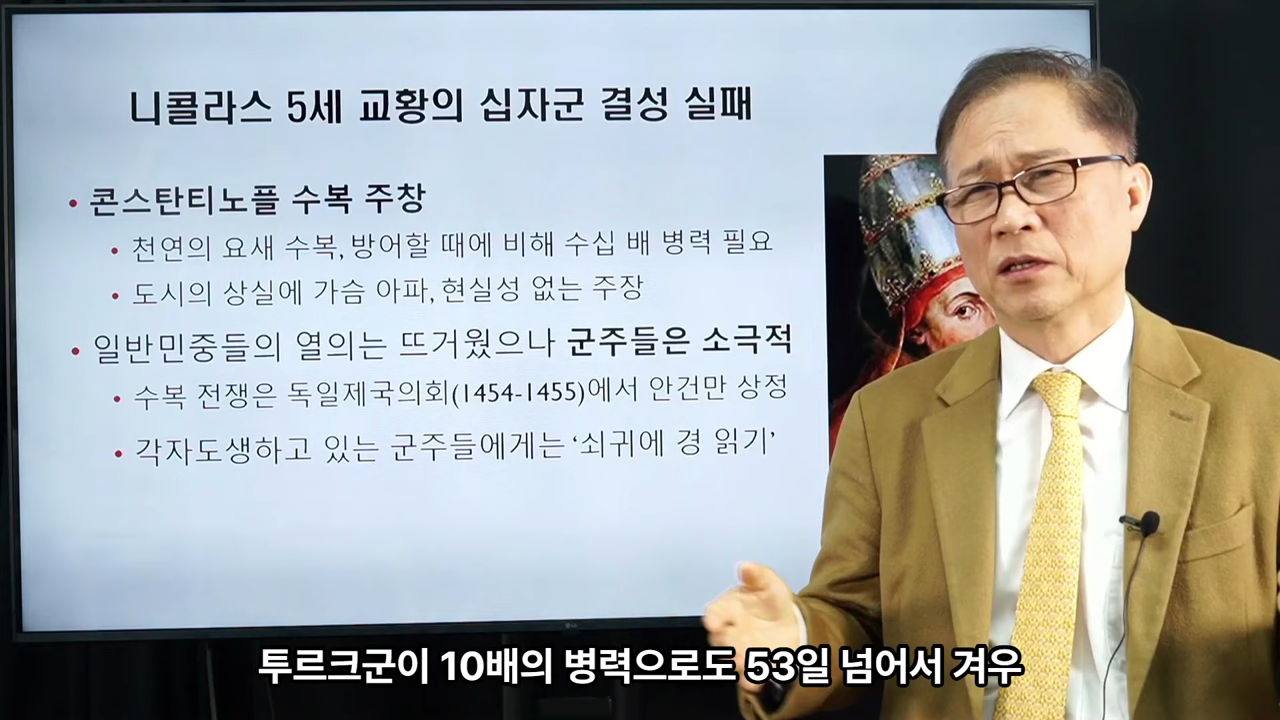 니콜라스 5세 교황의 십자군 결성 실패
• 콘스탄티노플 수복 주창
• 천연의 요새 수복, 방어할 때에 비해 수십 배 병력 필요
• 도시의 상실에 가슴 아파, 현실성 없는 주장
• 일반민중들의 열의는 뜨거웠으나 군주들은 소극적
• 수복 전쟁은 독일제국의회(1454-1455)에서 안건만 상정
• 각자도생하고 있는 군주들에게는 ‘쇠귀에 경 읽기’
투르크군이 10배의 병력으로도 53일 넘어서 겨우